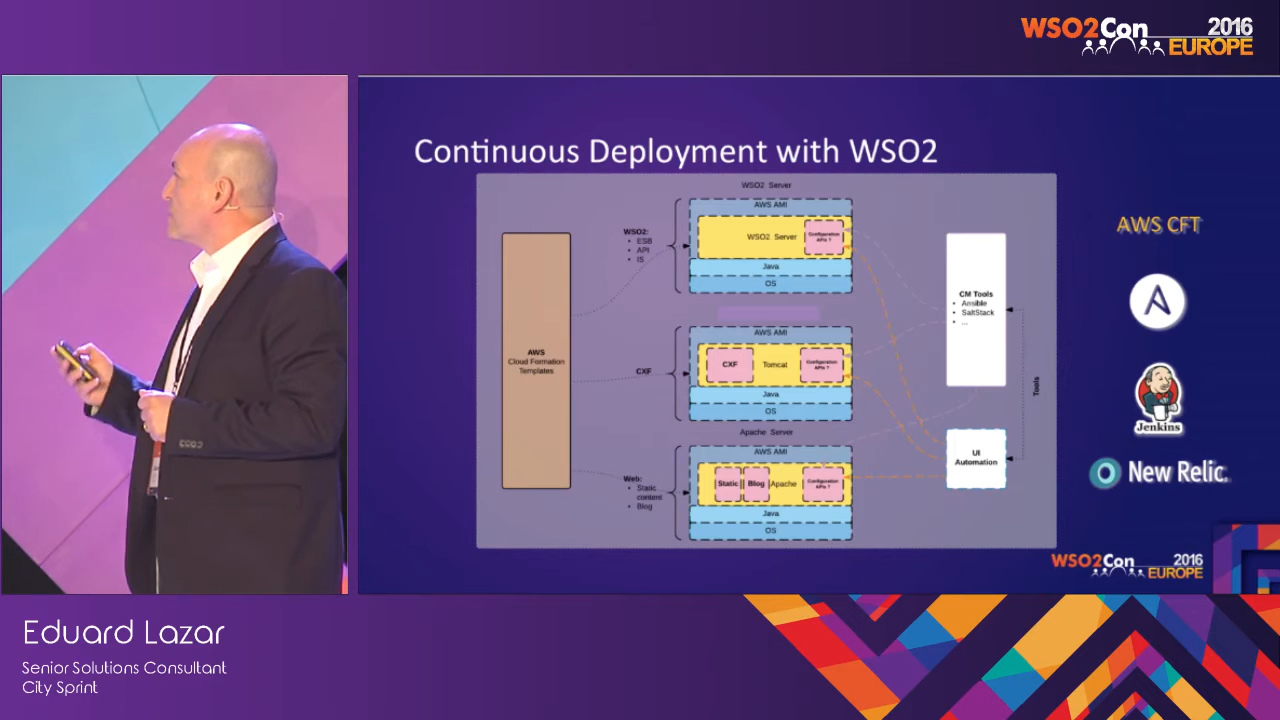 WSO2Con 2016
EUROPE
Continuous Deployment with WSO2
WSO2 Server
AWS AMI
WSO2 Server
Configuration
APIs ?
Java
OS
WSO2:
• ESB
• API
• IS
AWS
Cloud Formation
Templates
CXF
AWS AMI
CXF
Tomcat
Configuration
APIs ?
Java
OS
Apache Server
AWS AMI
Static
Blog
Apache
Configuration
APIs ?
Java
OS
Web:
• Static
content
• Blog
CM Tools
• Ansible
• SaltStack
• ...
Tools
UI
Automation
AWS CFT
A
Jenkins
New Relic.
WSO2Con 2016
EUROPE
Eduard Lazar
Senior Solutions Consultant
City Sprint